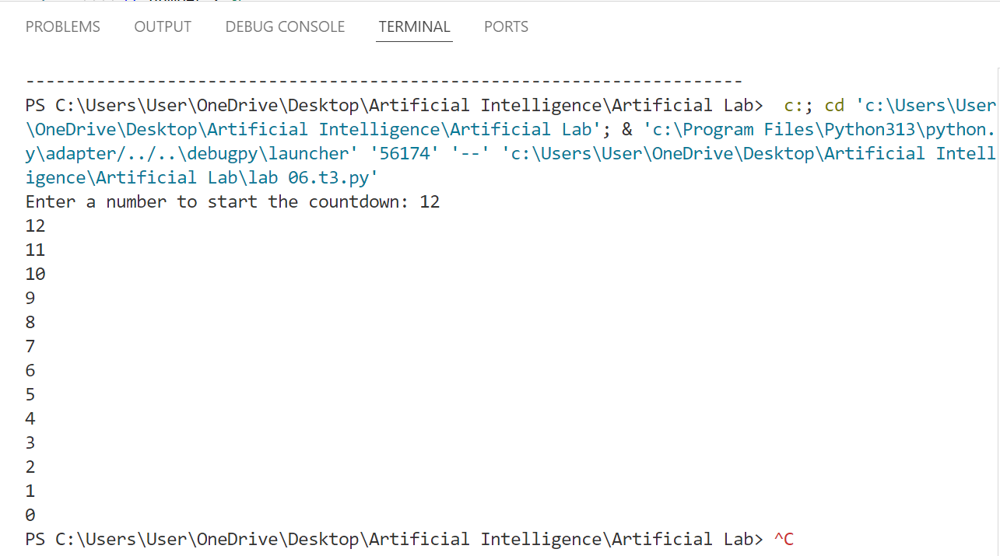 PROBLEMS OUTPUT DEBUG CONSOLE TERMINAL PORTS
-----------------------------------------------------------------------
PS C:\Users\User\OneDrive\Desktop\Artificial Intelligence\Artificial Lab>  c:; cd 'c:\Users\User
\OneDrive\Desktop\Artificial Intelligence\Artificial Lab'; & 'c:\Program Files\Python313\python.
y\adapter/../..\debugpy\launcher' '56174' '--' 'c:\Users\User\OneDrive\Desktop\Artificial Intell
igence\Artificial Lab\lab 06.t3.py'
Enter a number to start the countdown: 12
12
11
10
9
8
7
6
5
4
3
2
1
0
PS C:\Users\User\OneDrive\Desktop\Artificial Intelligence\Artificial Lab> ^C